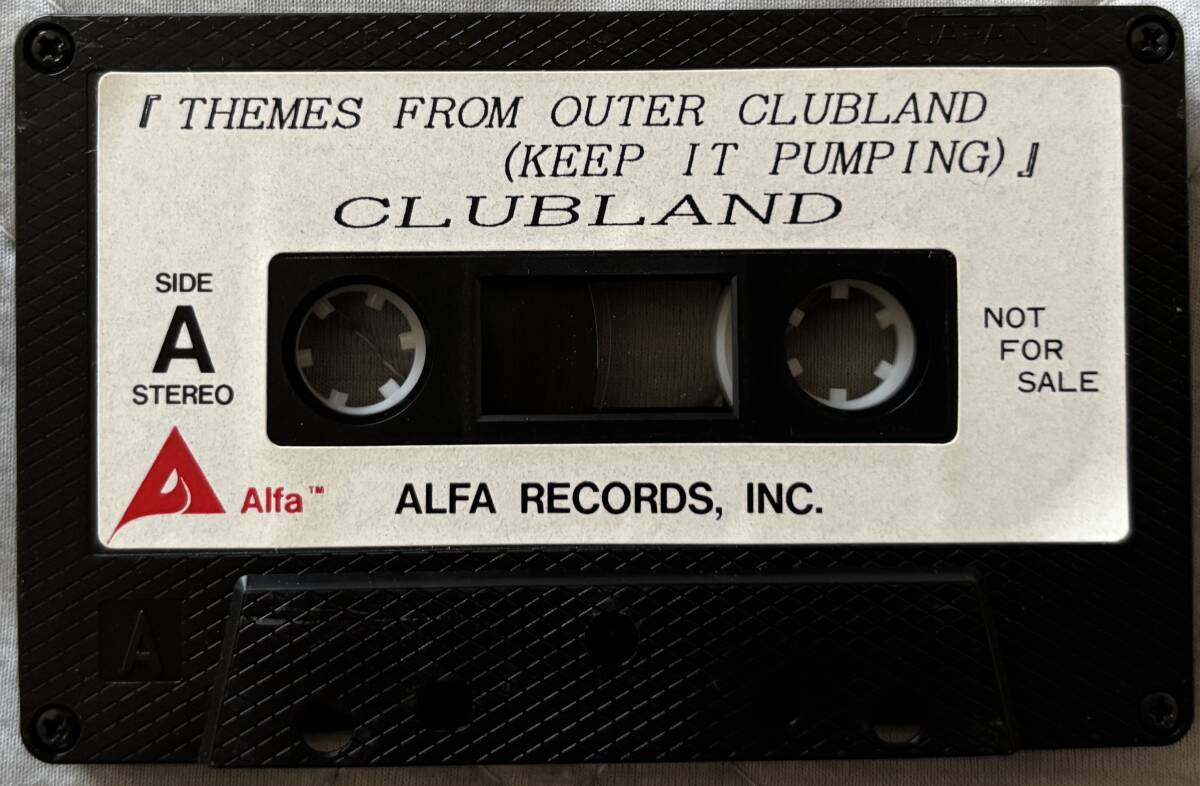 JAPAN
『THEMES FROM OUTER CLUBLAND
(KEEP IT PUMPING)』
CLUBLAND
SIDE
A
STEREO
NOT
FOR
SALE
Alfa™
ALFA RECORDS, INC.
A